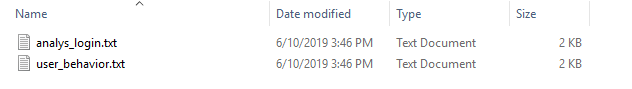 Name Date modified Type Size
analys_login.txt 6/10/2019 3:46 PM Text Document 2 KB
user_behavior.txt 6/10/2019 3:46 PM Text Document 2 KB